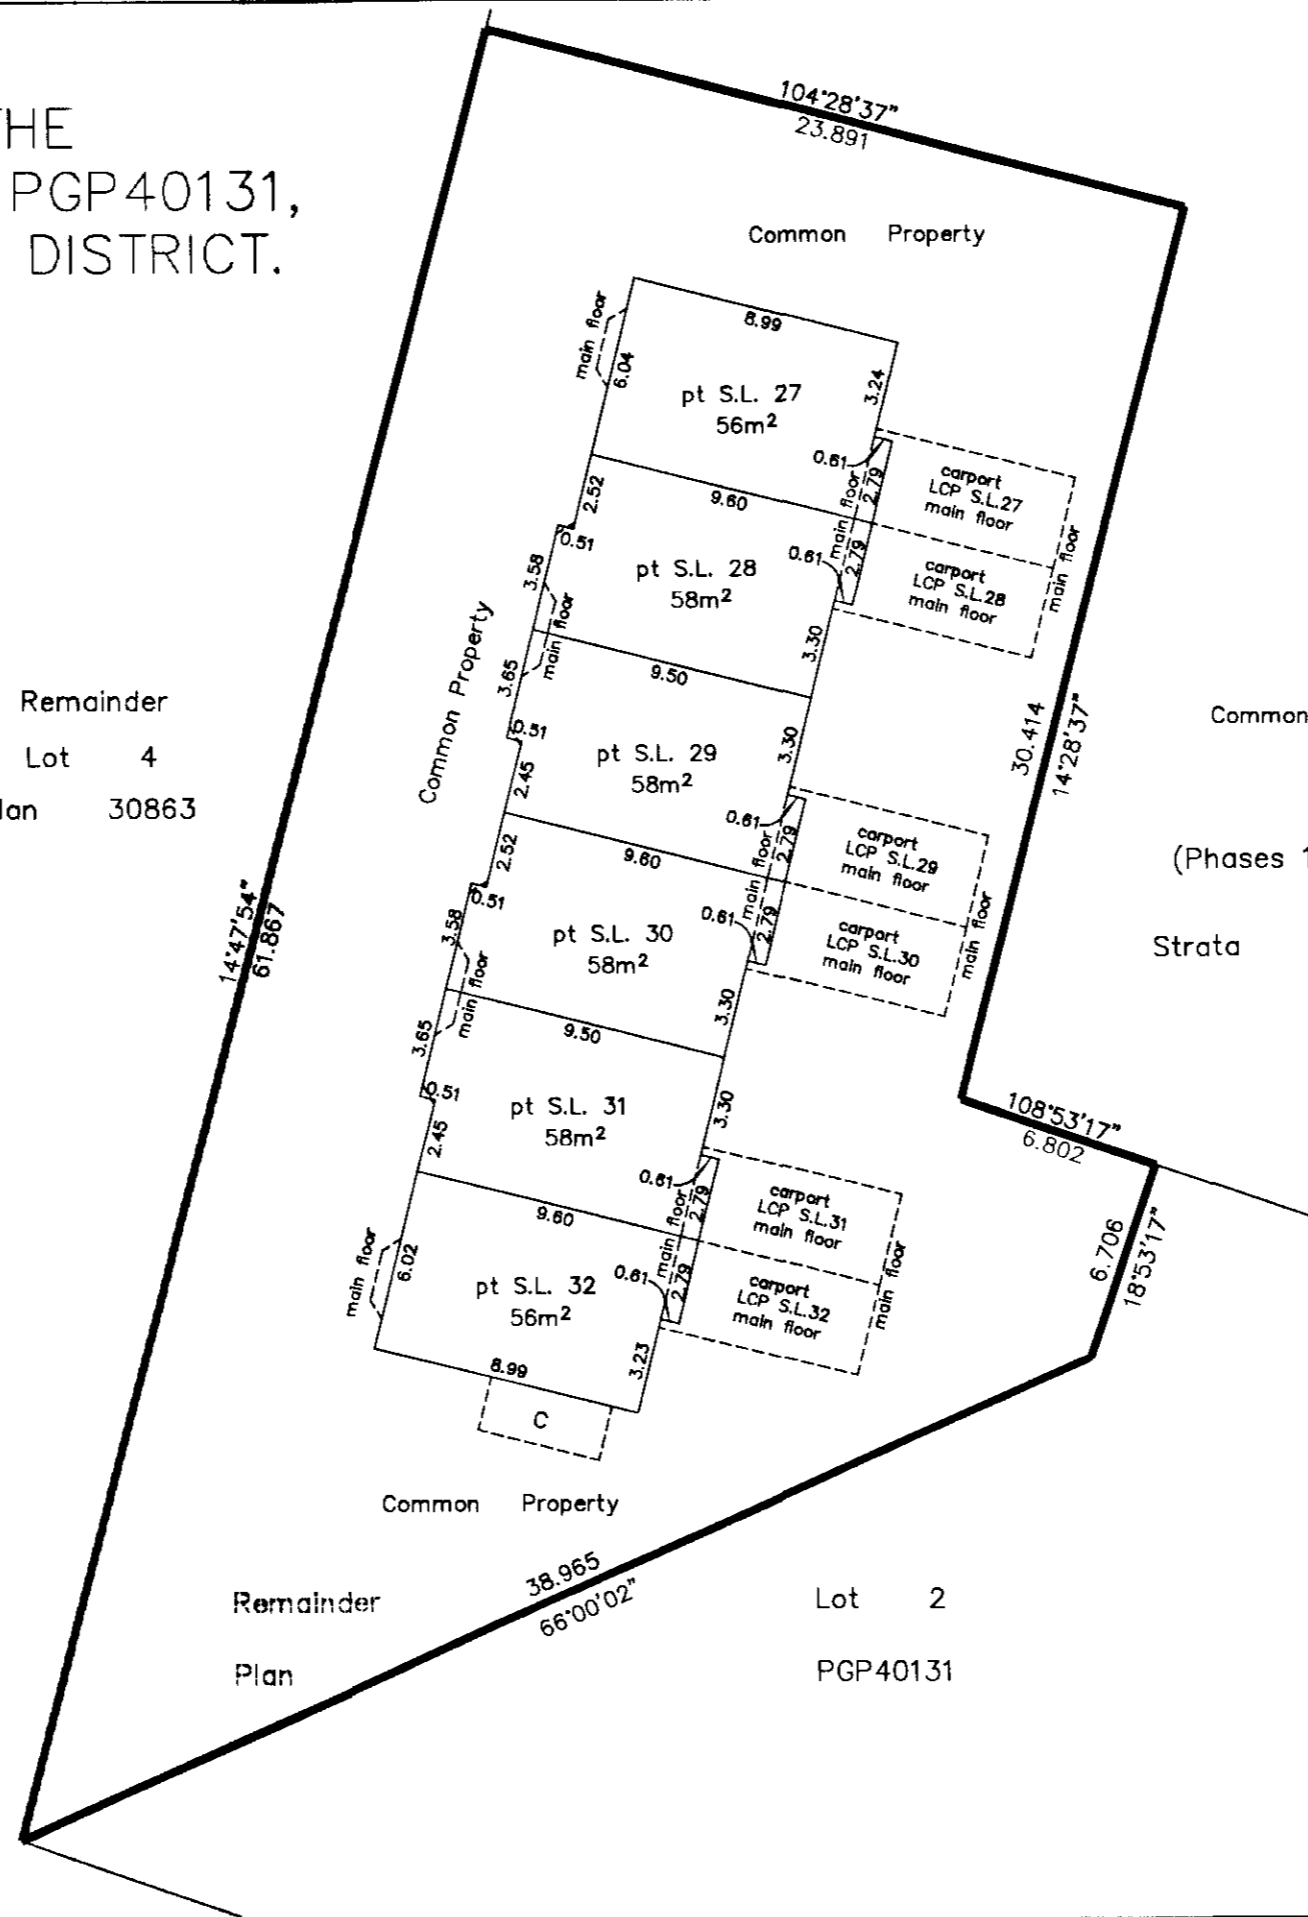 THE
PGP40131,
DISTRICT.
104°28'37"
23.891
Common Property
main floor
8.99
6.04
3.24
pt S.L. 27
56m²
0.61
2.79
main floor
carport
LCP S.L.27
main floor
2.52
9.60
0.51
3.58
pt S.L. 28
58m²
0.61
2.79
carport
LCP S.L.28
main floor
main floor
main floor
3.30
Common Property
9.50
3.65
0.51
2.45
pt S.L. 29
58m²
3.30
0.61
2.79
main floor
carport
LCP S.L.29
main floor
30.414
14°28'37"
Remainder
Lot 4
lan 30863
Common
(Phases 1
Strata
14°47'54"
61.867
2.52
9.60
0.51
3.58
pt S.L. 30
58m²
0.61
2.79
carport
LCP S.L.30
main floor
main floor
main floor
3.30
9.50
3.65
0.51
2.45
pt S.L. 31
58m²
3.30
0.61
2.79
main floor
carport
LCP S.L.31
main floor
108°53'17"
6.802
6.706
18°53'17"
9.60
main floor
6.02
pt S.L. 32
56m²
0.61
2.79
carport
LCP S.L.32
main floor
main floor
3.23
8.99
C
Common Property
38.965
66°00'02"
Remainder
Lot 2
Plan
PGP40131